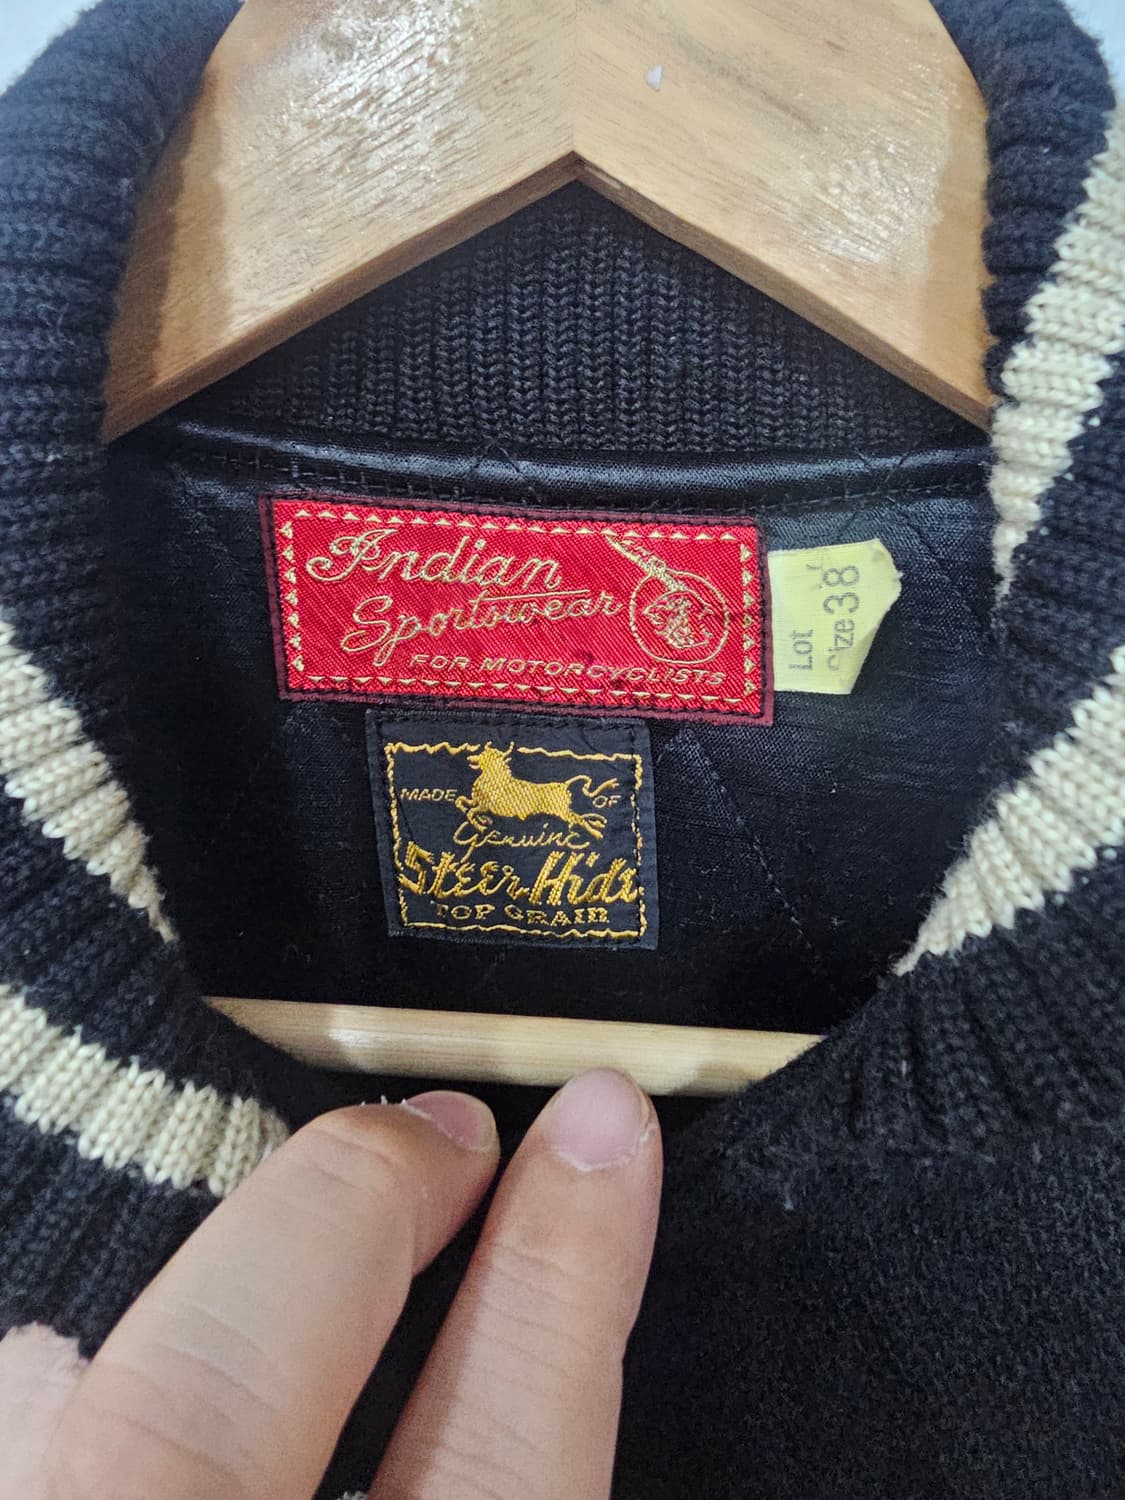 Indian
Sportswear
FOR MOTORCYCLISTS
Lot
Size 38
MADE OF
Genuine
Steer Hide
TOP GRAIN